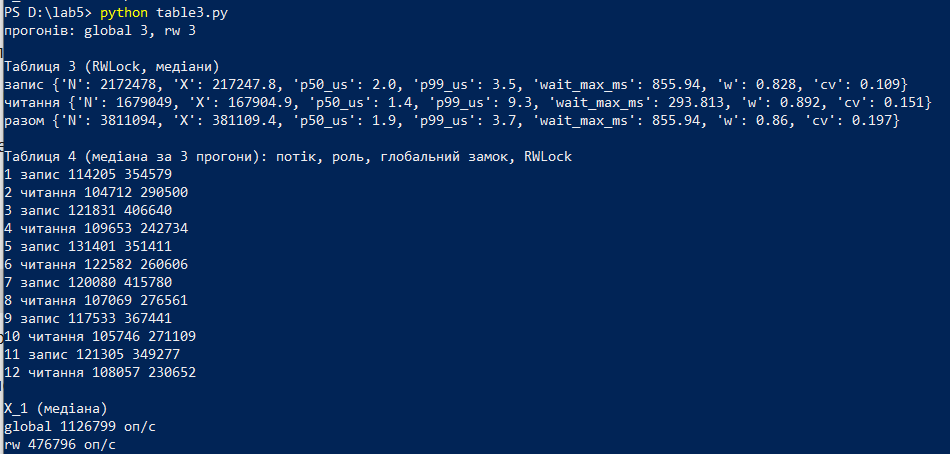 PS D:\lab5> python table3.py
прогонів: global 3, rw 3
Таблиця 3 (RWLock, медіани)
запис {'N': 2172478, 'X': 217247.8, 'p50_us': 2.0, 'p99_us': 3.5, 'wait_max_ms': 855.94, 'w': 0.828, 'cv': 0.109}
читання {'N': 1679049, 'X': 167904.9, 'p50_us': 1.4, 'p99_us': 9.3, 'wait_max_ms': 293.813, 'w': 0.892, 'cv': 0.151}
разом {'N': 3811094, 'X': 381109.4, 'p50_us': 1.9, 'p99_us': 3.7, 'wait_max_ms': 855.94, 'w': 0.86, 'cv': 0.197}
Таблиця 4 (медіана за 3 прогони): потік, роль, глобальний замок, RWLock
1 запис 114205 354579
2 читання 104712 290500
3 запис 121831 406640
4 читання 109653 242734
5 запис 131401 351411
6 читання 122582 260606
7 запис 120080 415780
8 читання 107069 276561
9 запис 117533 367441
10 читання 105746 271109
11 запис 121305 349277
12 читання 108057 230652
X_1 (медіана)
global 1126799 оп/с
rw 476796 оп/с